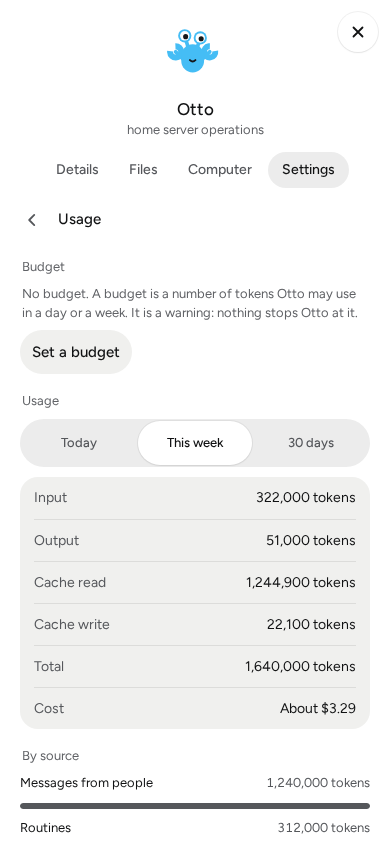 Otto
home server operations
Details Files Computer Settings
Usage
Budget
No budget. A budget is a number of tokens Otto may use
in a day or a week. It is a warning: nothing stops Otto at it.
Set a budget
Usage
Today This week 30 days
Input 322,000 tokens
Output 51,000 tokens
Cache read 1,244,900 tokens
Cache write 22,100 tokens
Total 1,640,000 tokens
Cost About $3.29
By source
Messages from people 1,240,000 tokens
Routines 312,000 tokens